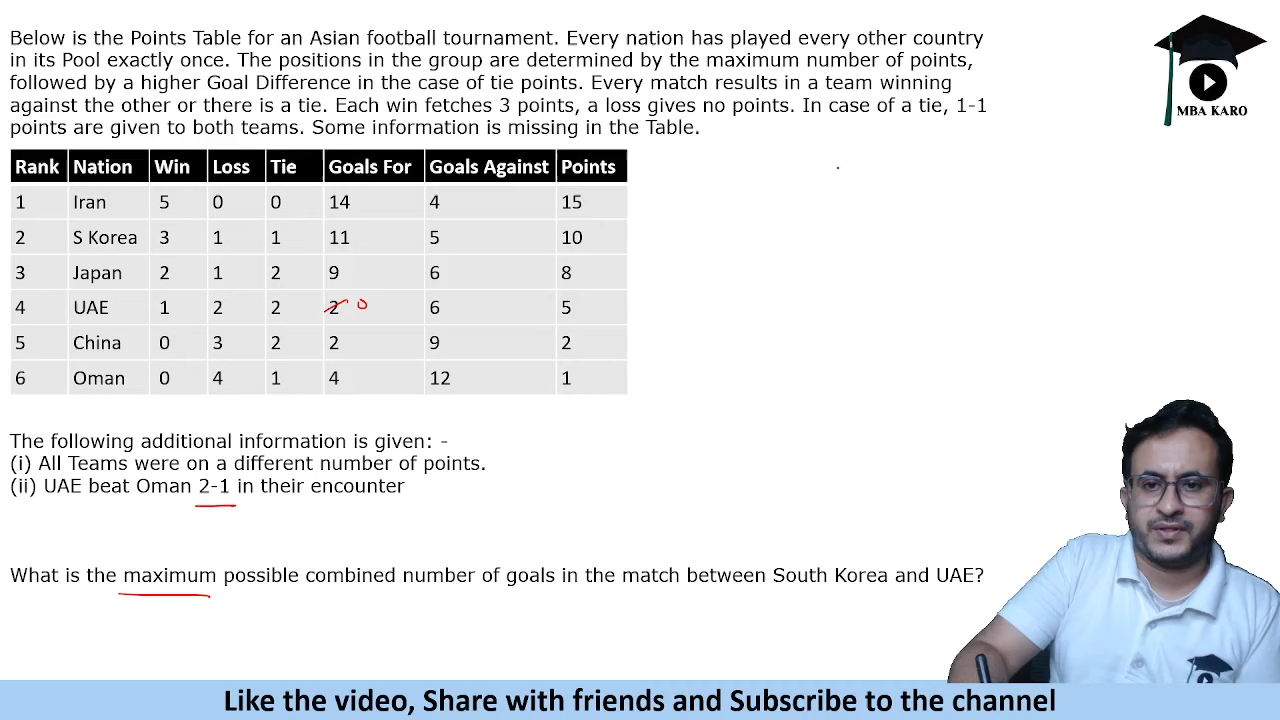 Below is the Points Table for an Asian football tournament. Every nation has played every other country
in its Pool exactly once. The positions in the group are determined by the maximum number of points,
followed by a higher Goal Difference in the case of tie points. Every match results in a team winning
against the other or there is a tie. Each win fetches 3 points, a loss gives no points. In case of a tie, 1-1
points are given to both teams. Some information is missing in the Table.
MBA KARO
Rank Nation Win Loss Tie Goals For Goals Against Points
1 Iran 5 0 0 14 4 15
2 S Korea 3 1 1 11 5 10
3 Japan 2 1 2 9 6 8
4 UAE 1 2 2 2 0 6 5
5 China 0 3 2 2 9 2
6 Oman 0 4 1 4 12 1
The following additional information is given: -
(i) All Teams were on a different number of points.
(ii) UAE beat Oman 2-1 in their encounter
What is the maximum possible combined number of goals in the match between South Korea and UAE?
Like the video, Share with friends and Subscribe to the channel